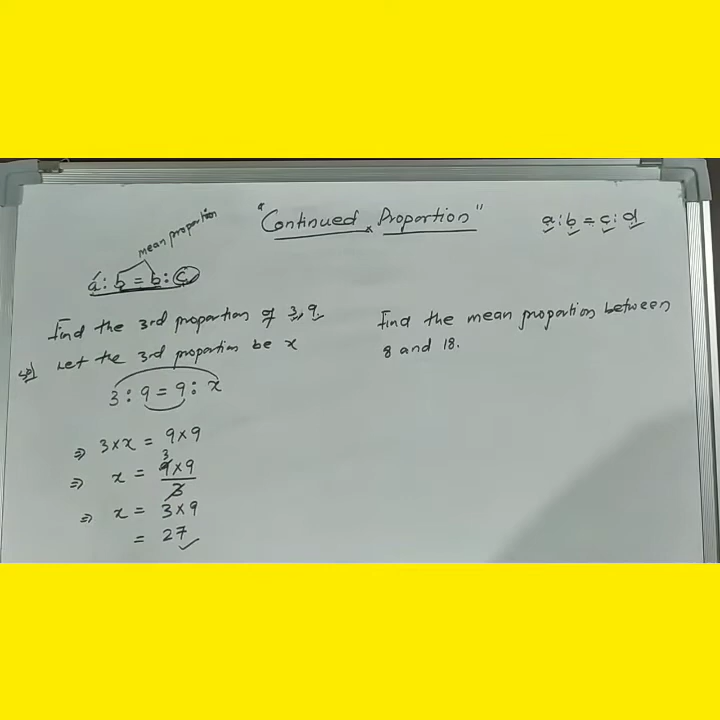 "Continued Proportion"
a:b = c:d
mean proportion
a:b = b:c
Find the 3rd proportion of 3, 9.
Let the 3rd proportion be x
3:9 = 9:x
⇒ 3×x = 9×9
3
⇒ x = 9×9/3
⇒ x = 3×9
= 27
Find the mean proportion between
8 and 18.